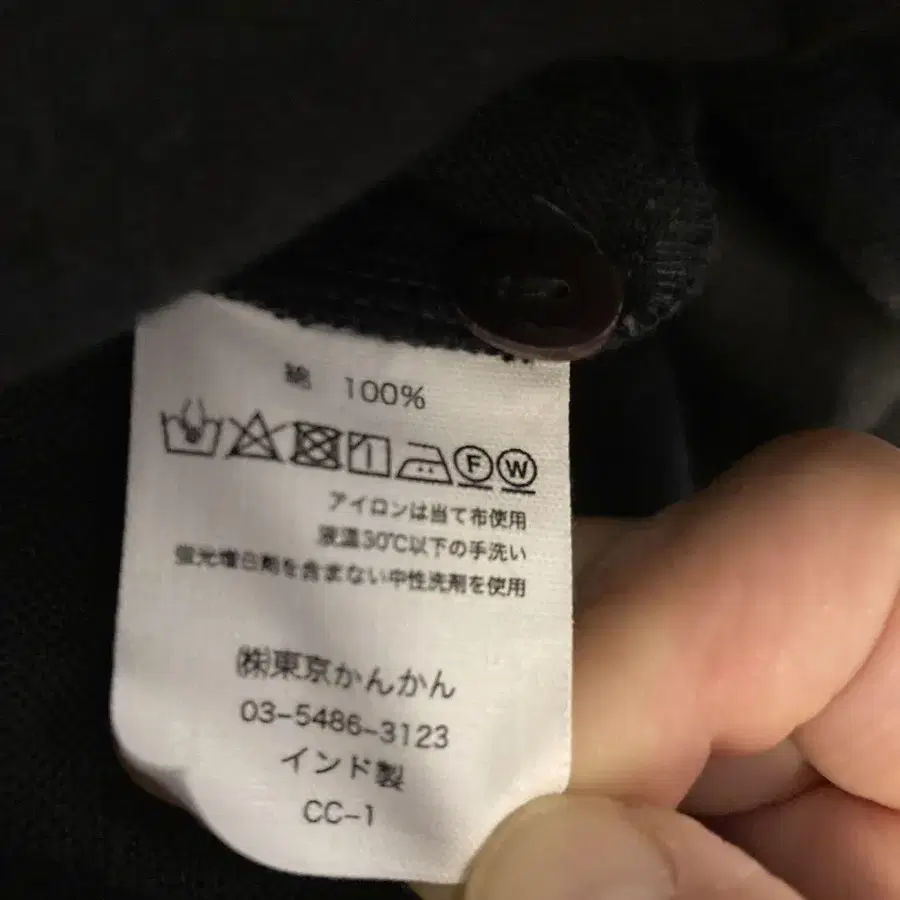 綿 100%
F W
アイロンは当て布使用
液温30℃以下の手洗い
蛍光増白剤を含まない中性洗剤を使用
㈱東京かんかん
03-5486-3123
インド製
CC-1